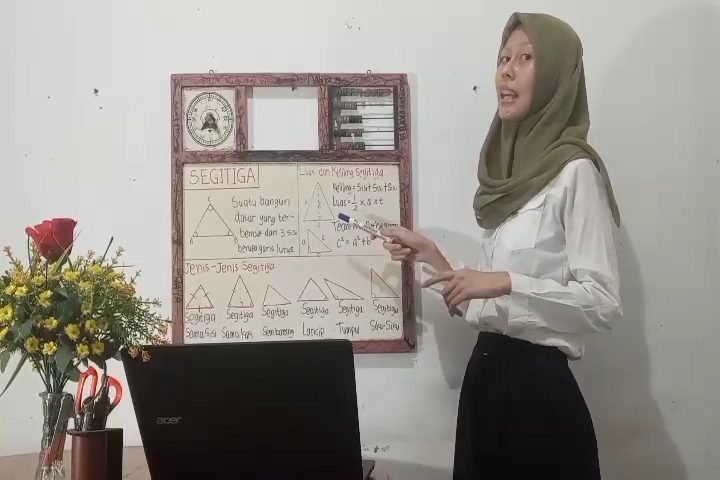 SEGITIGA
Suatu bangun
datar yang ter-
bentuk dari 3 sisi
berupa garis lurus.
Luas dan Keliling Segitiga
Keliling = Sisi + Sisi + Sisi
Luas = 1/2 x a x t
C² = a² + b
Jenis-Jenis Segitiga
Segitiga Segitiga Segitiga Segitiga Segitiga Segitiga
Sama Sisi Sama Kaki Sembarang Lancip Tumpul Siku-Siku
acer